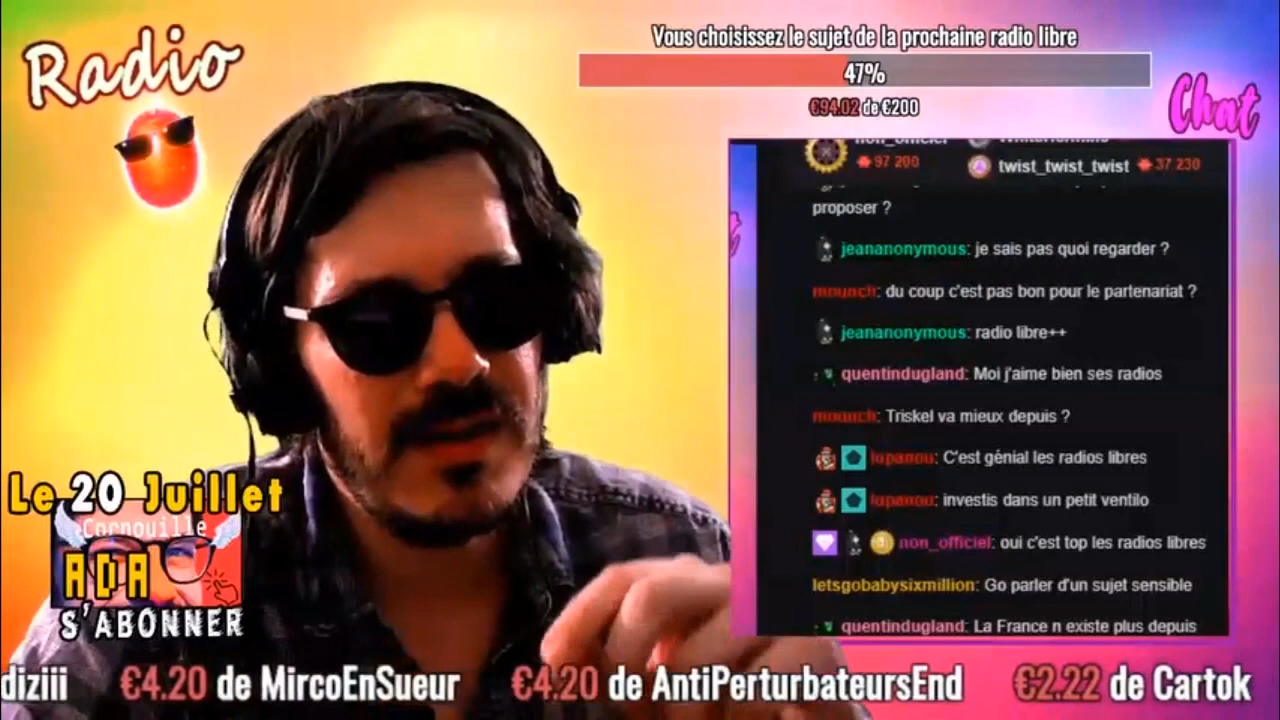 Radio
Vous choisissez le sujet de la prochaine radio libre
47%
€94.02 de €200
Chat
non_officiel
97 200
twist_twist_twist 37 230
proposer ?
jeananonymous: je sais pas quoi regarder ?
mounch: du coup c'est pas bon pour le partenariat ?
jeananonymous: radio libre++
quentindugland: Moi j'aime bien ses radios
mounch: Triskel va mieux depuis ?
lopanou: C'est génial les radios libres
lopanou: investis dans un petit ventilo
non_officiel: oui c'est top les radios libres
letsgobabysixmillion: Go parler d'un sujet sensible
quentindugland: La France n existe plus depuis
Le 20 Juillet
Cornouille
ADA
S'ABONNER
diziii €4.20 de MircoEnSueur €4.20 de AntiPerturbateursEnd €2.22 de Cartok